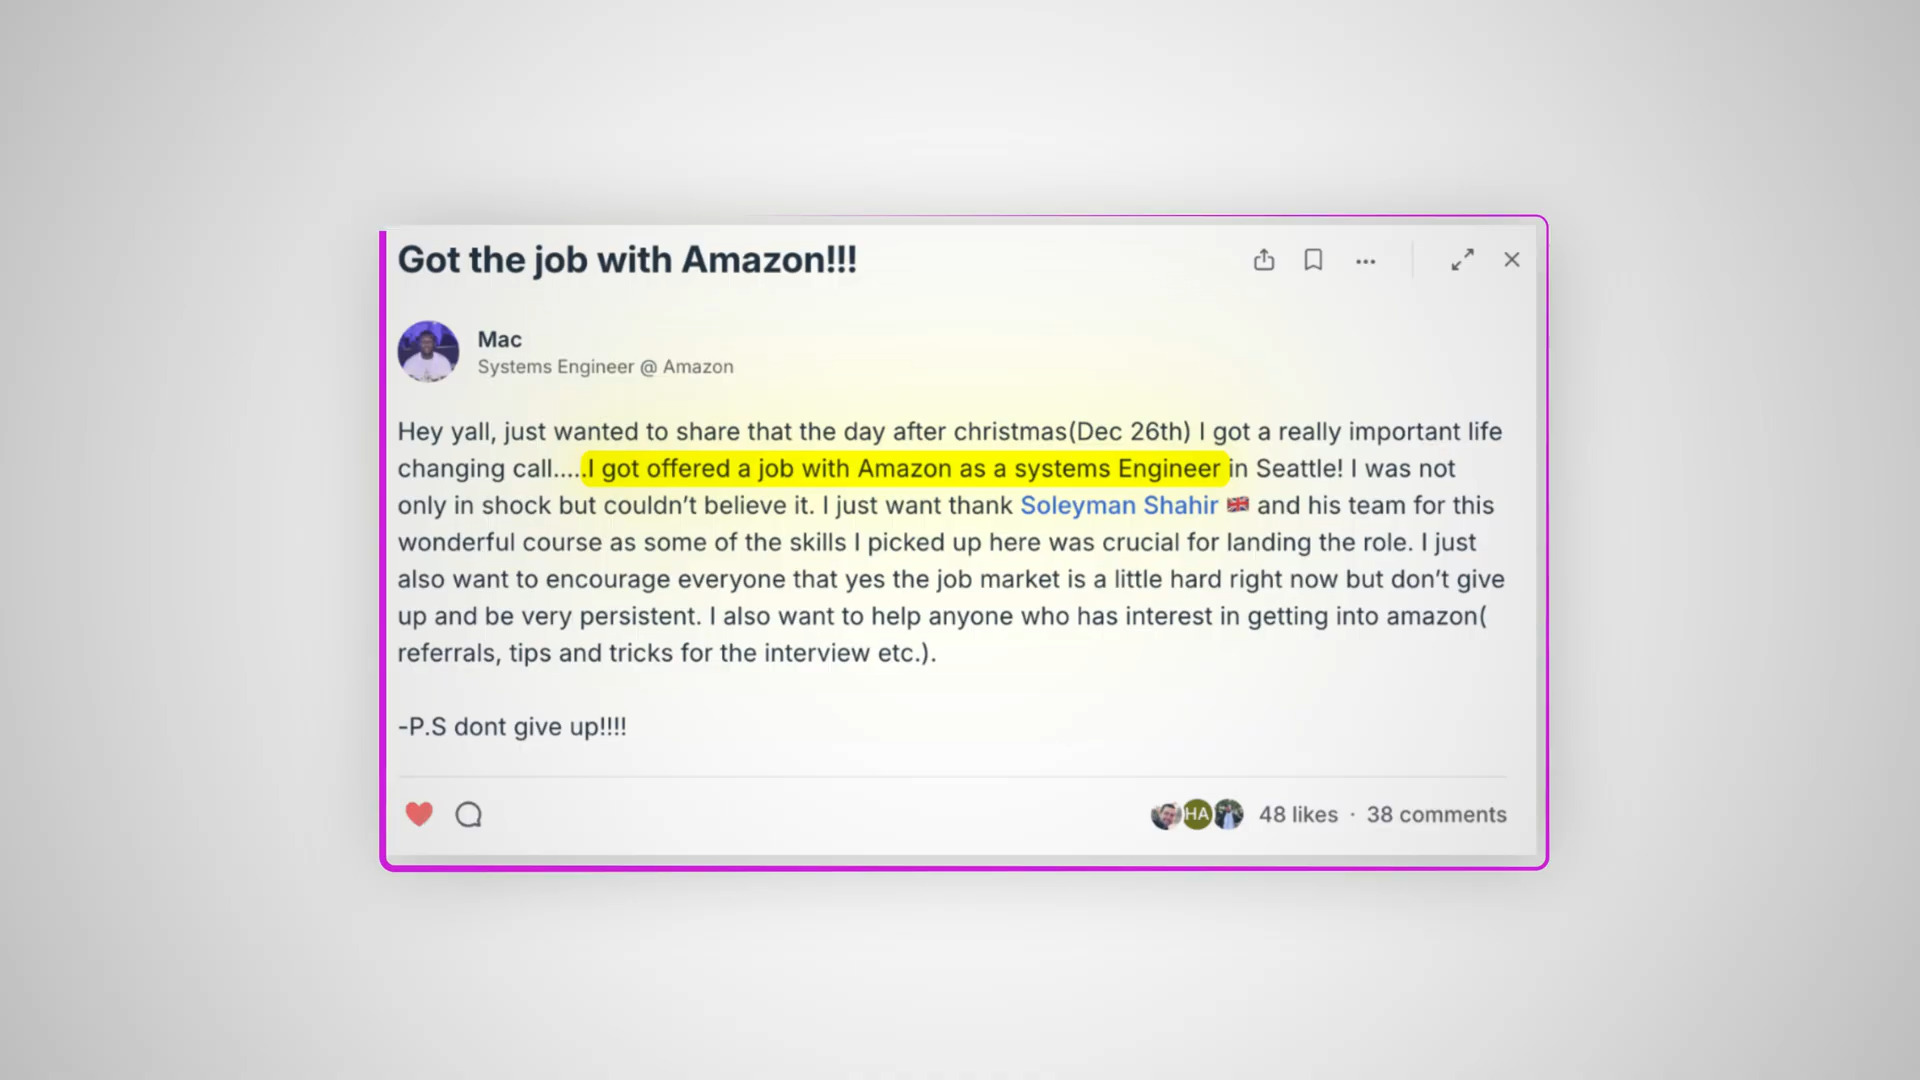 Got the job with Amazon!!!
Mac
Systems Engineer @ Amazon
Hey yall, just wanted to share that the day after christmas(Dec 26th) I got a really important life
changing call.....I got offered a job with Amazon as a systems Engineer in Seattle! I was not
only in shock but couldn’t believe it. I just want thank Soleyman Shahir 🇬🇧 and his team for this
wonderful course as some of the skills I picked up here was crucial for landing the role. I just
also want to encourage everyone that yes the job market is a little hard right now but don’t give
up and be very persistent. I also want to help anyone who has interest in getting into amazon(
referrals, tips and tricks for the interview etc.).
-P.S dont give up!!!!
HA 48 likes · 38 comments